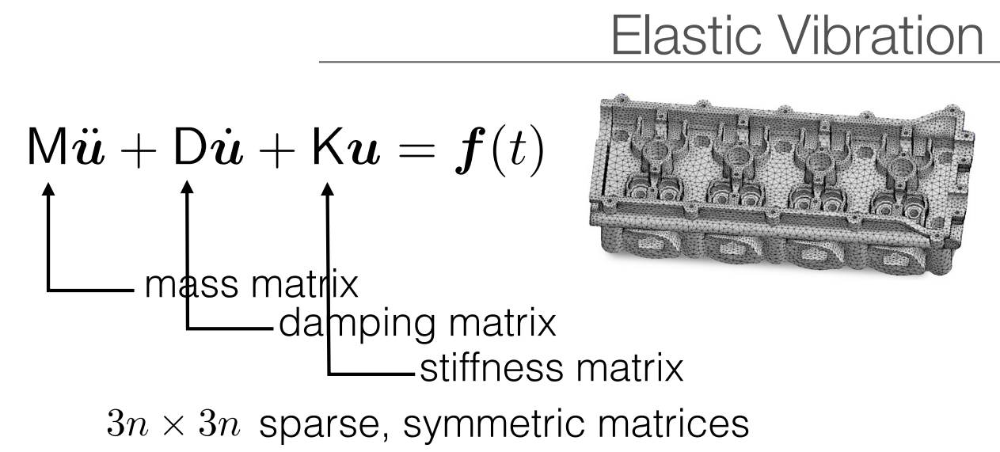 Elastic Vibration
Mü + Du̇ + Ku = f(t)
mass matrix
damping matrix
stiffness matrix
3n × 3n sparse, symmetric matrices